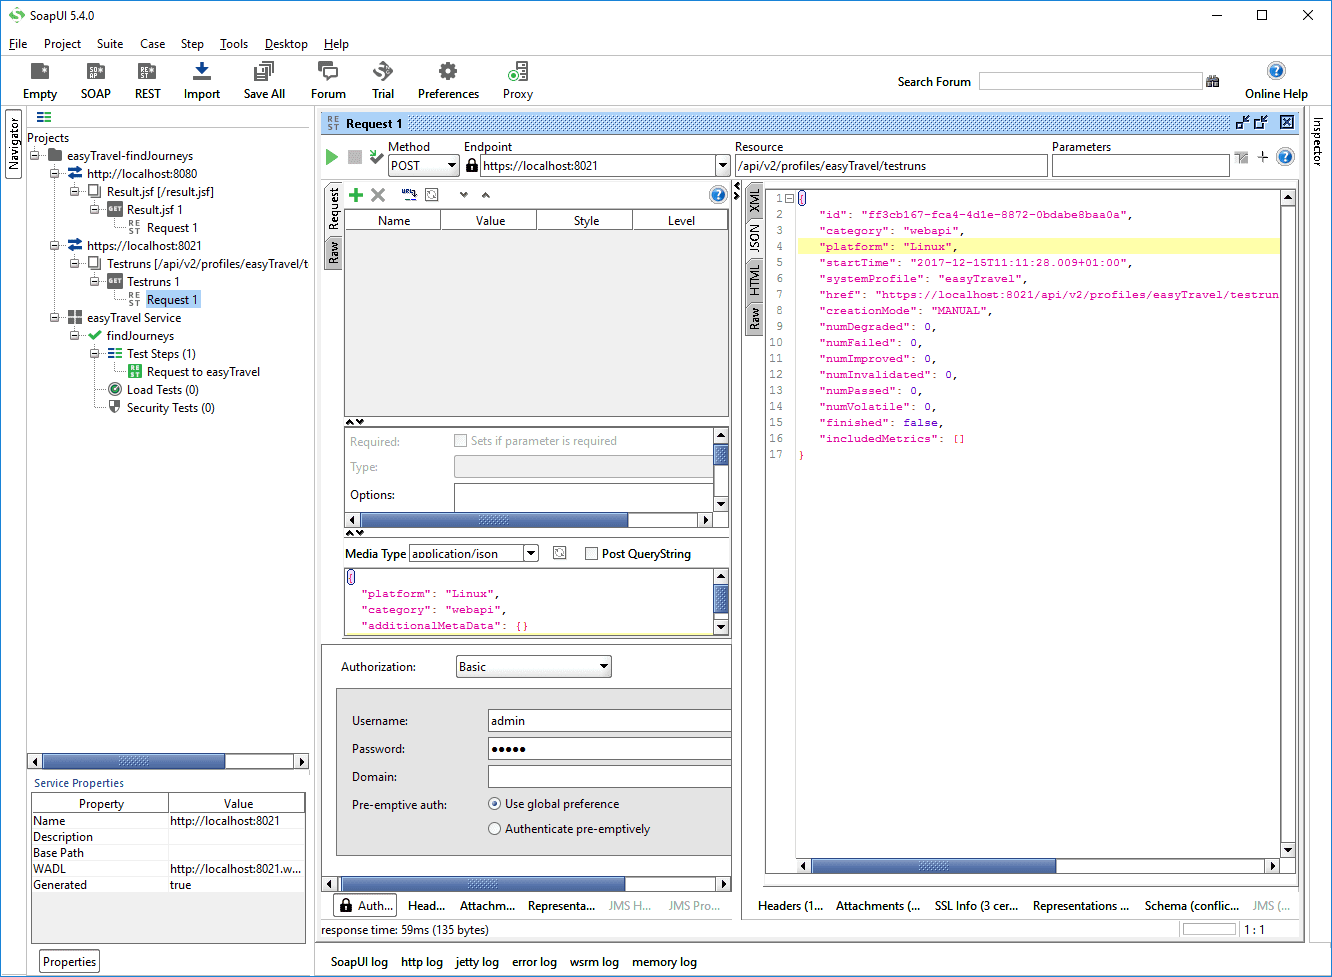 SoapUI 5.4.0
File Project Suite Case Step Tools Desktop Help
Empty SOAP REST Import Save All Forum Trial Preferences Proxy Search Forum Online Help
Navigator
Projects
easyTravel-findJourneys
http://localhost:8080
Result.jsf [/result.jsf]
GET Result.jsf 1
REST Request 1
https://localhost:8021
Testruns [/api/v2/profiles/easyTravel/t
GET Testruns 1
REST Request 1
easyTravel Service
findJourneys
Test Steps (1)
REST Request to easyTravel
Load Tests (0)
Security Tests (0)
Service Properties
Property Value
Name http://localhost:8021
Description
Base Path
WADL http://localhost:8021.w...
Generated true
Properties
REST Request 1
Method Endpoint Resource Parameters
POST https://localhost:8021 /api/v2/profiles/easyTravel/testruns
Request
Raw
URL
Name Value Style Level
Required: Sets if parameter is required
Type:
Options:
Media Type application/json Post QueryString
{
"platform": "Linux",
"category": "webapi",
"additionalMetaData": {}
Authorization: Basic
Username: admin
Password: •••••
Domain:
Pre-emptive auth: Use global preference
Authenticate pre-emptively
Auth... Head... Attachm... Representa... JMS H... JMS Pro...
response time: 59ms (135 bytes)
XML
JSON
HTML
Raw
1 {
2 "id": "ff3cb167-fca4-4d1e-8872-0bdabe8baa0a",
3 "category": "webapi",
4 "platform": "Linux",
5 "startTime": "2017-12-15T11:11:28.009+01:00",
6 "systemProfile": "easyTravel",
7 "href": "https://localhost:8021/api/v2/profiles/easyTravel/testrun
8 "creationMode": "MANUAL",
9 "numDegraded": 0,
10 "numFailed": 0,
11 "numImproved": 0,
12 "numInvalidated": 0,
13 "numPassed": 0,
14 "numVolatile": 0,
15 "finished": false,
16 "includedMetrics": []
17 }
Headers (1... Attachments (... SSL Info (3 cer... Representations ... Schema (conflic... JMS (...
1 : 1
Inspector
SoapUI log http log jetty log error log wsrm log memory log